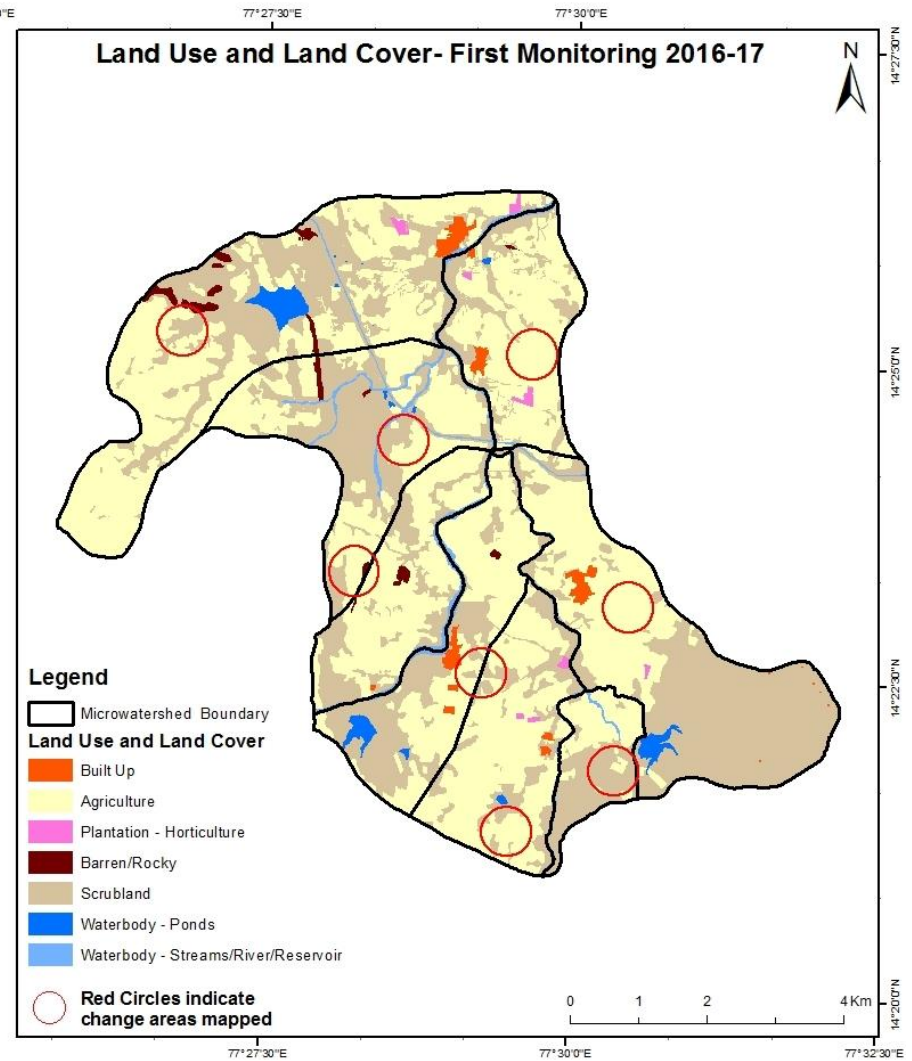 0"E
77°27'30"E
77°30'0"E
Land Use and Land Cover- First Monitoring 2016-17
N
14°27'30"N
14°25'0"N
14°22'30"N
14°20'0"N
Legend
Microwatershed Boundary
Land Use and Land Cover
Built Up
Agriculture
Plantation - Horticulture
Barren/Rocky
Scrubland
Waterbody - Ponds
Waterbody - Streams/River/Reservoir
Red Circles indicate
change areas mapped
0 1 2 4 Km
77°27'30"E
77°30'0"E
77°32'30"E